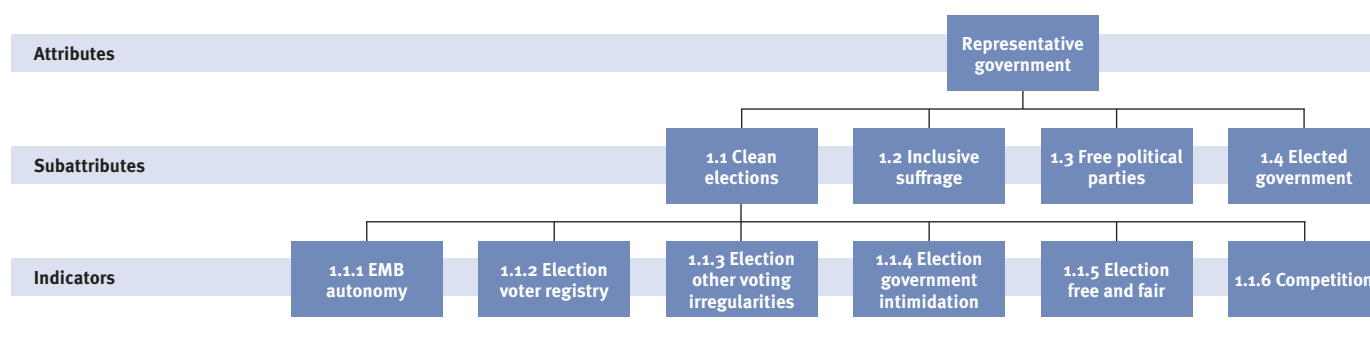 Attributes
Representative
government
Subattributes
1.1 Clean
elections
1.2 Inclusive
suffrage
1.3 Free political
parties
1.4 Elected
government
Indicators
1.1.1 EMB
autonomy
1.1.2 Election
voter registry
1.1.3 Election
other voting
irregularities
1.1.4 Election
government
intimidation
1.1.5 Election
free and fair
1.1.6 Competition